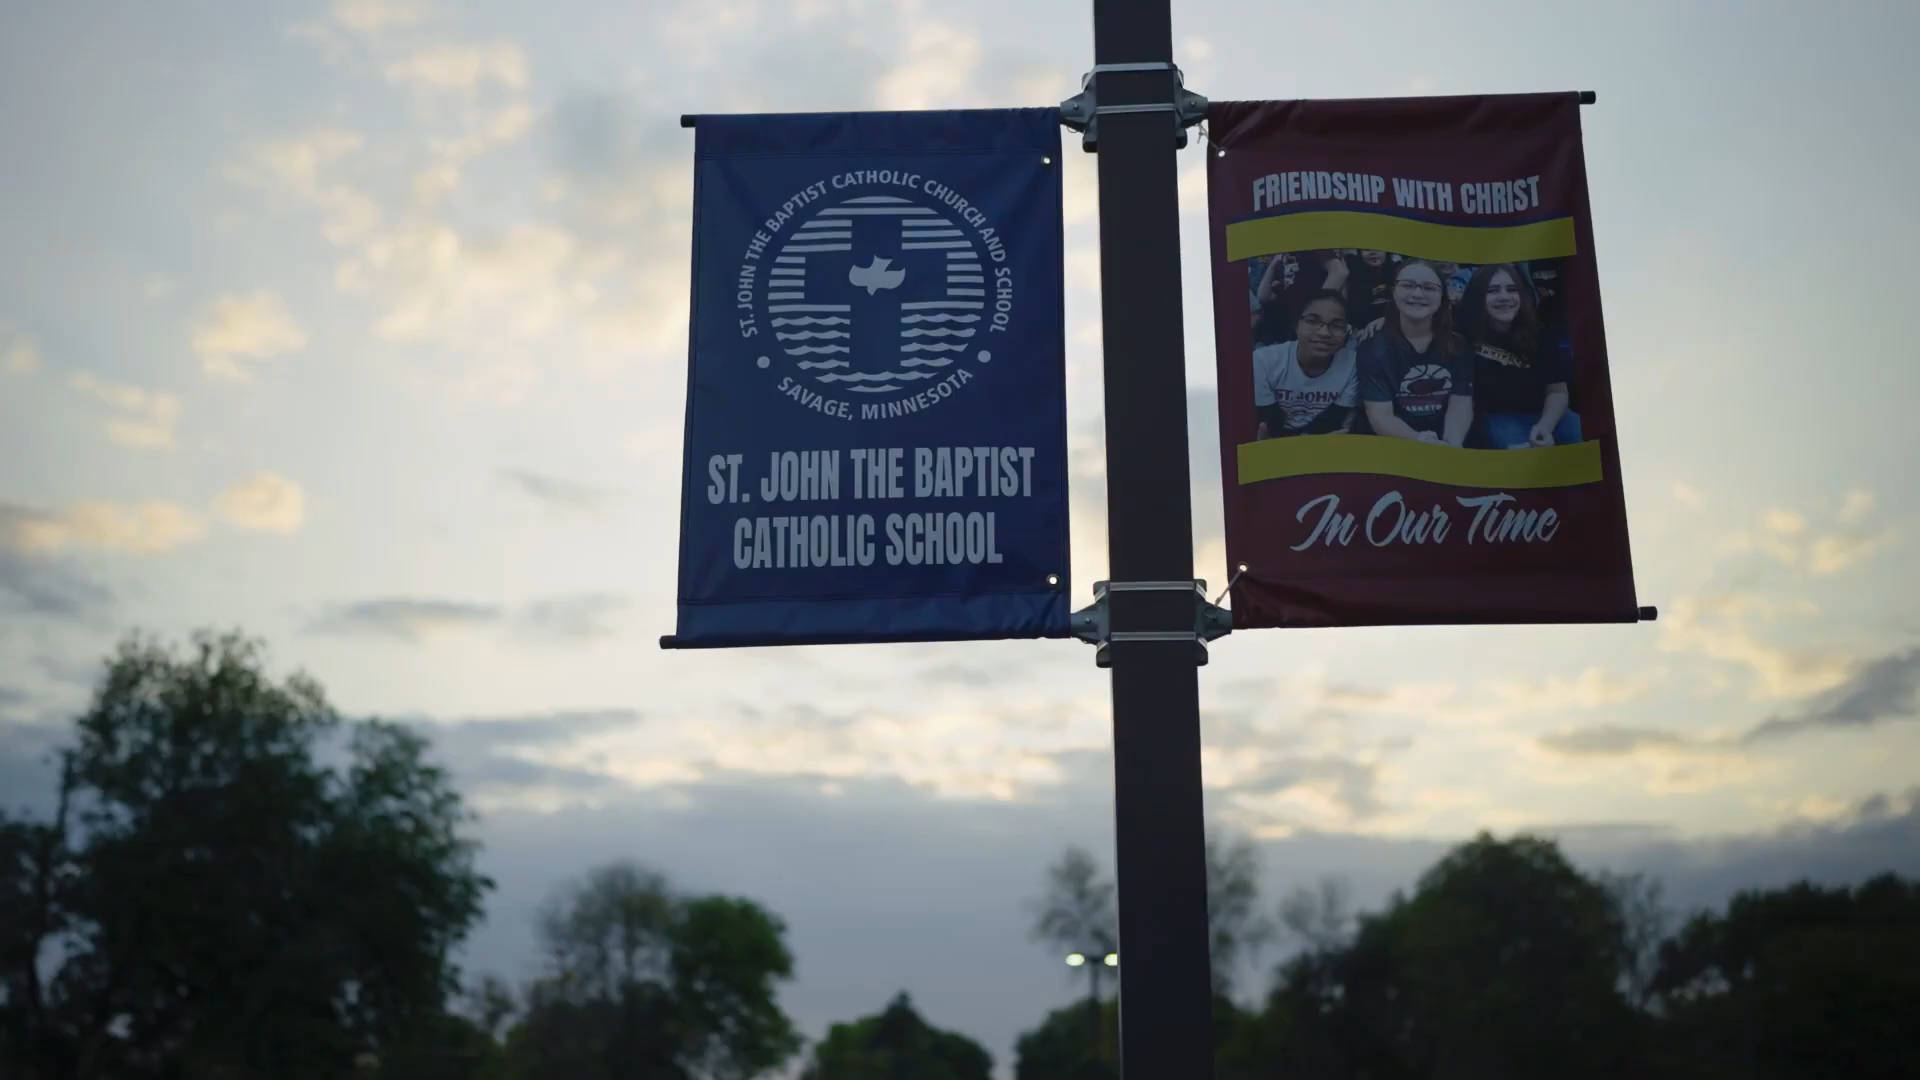 ST. JOHN THE BAPTIST CATHOLIC CHURCH AND SCHOOL
SAVAGE, MINNESOTA
ST. JOHN THE BAPTIST
CATHOLIC SCHOOL
FRIENDSHIP WITH CHRIST
ST. JOHN
In Our Time